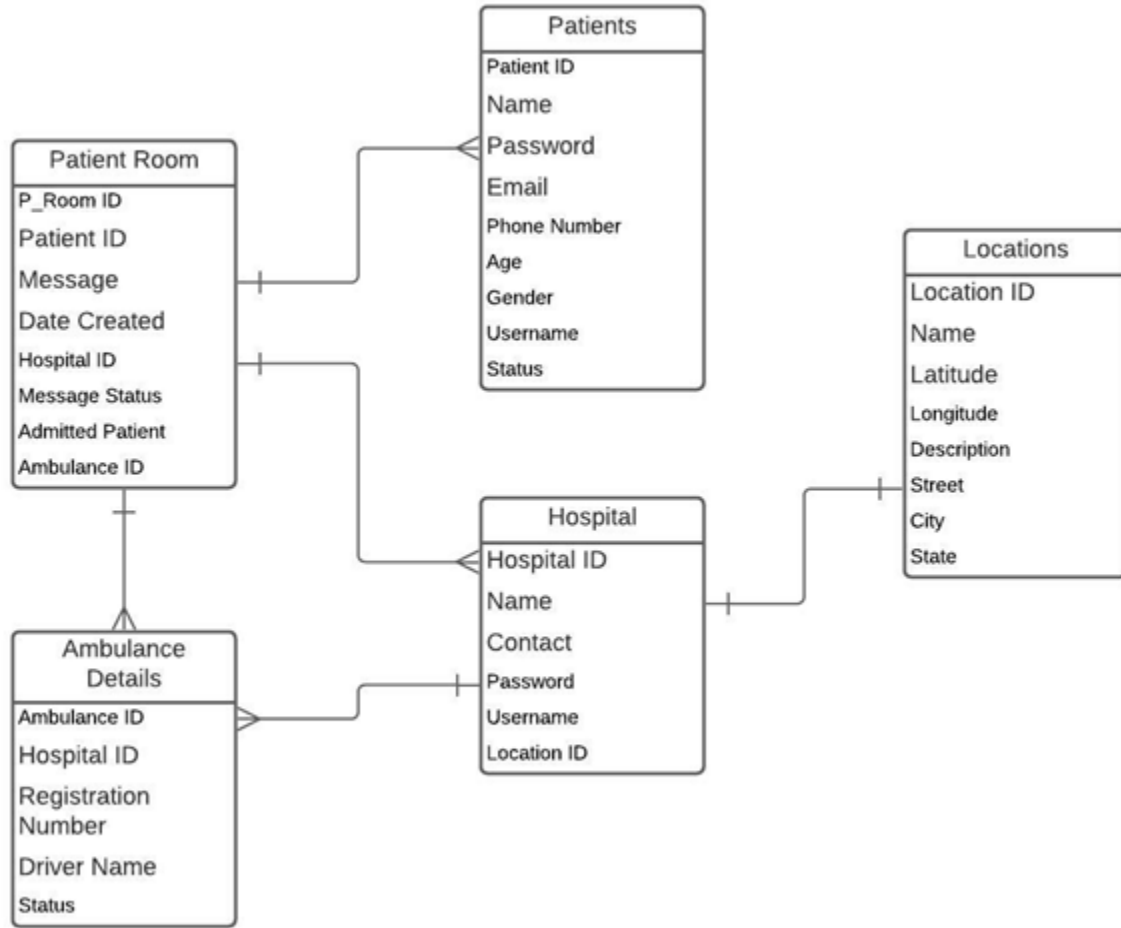 Patients
Patient ID
Name
Password
Email
Phone Number
Age
Gender
Username
Status
Patient Room
P_Room ID
Patient ID
Message
Date Created
Hospital ID
Message Status
Admitted Patient
Ambulance ID
Locations
Location ID
Name
Latitude
Longitude
Description
Street
City
State
Hospital
Hospital ID
Name
Contact
Password
Username
Location ID
Ambulance
Details
Ambulance ID
Hospital ID
Registration
Number
Driver Name
Status